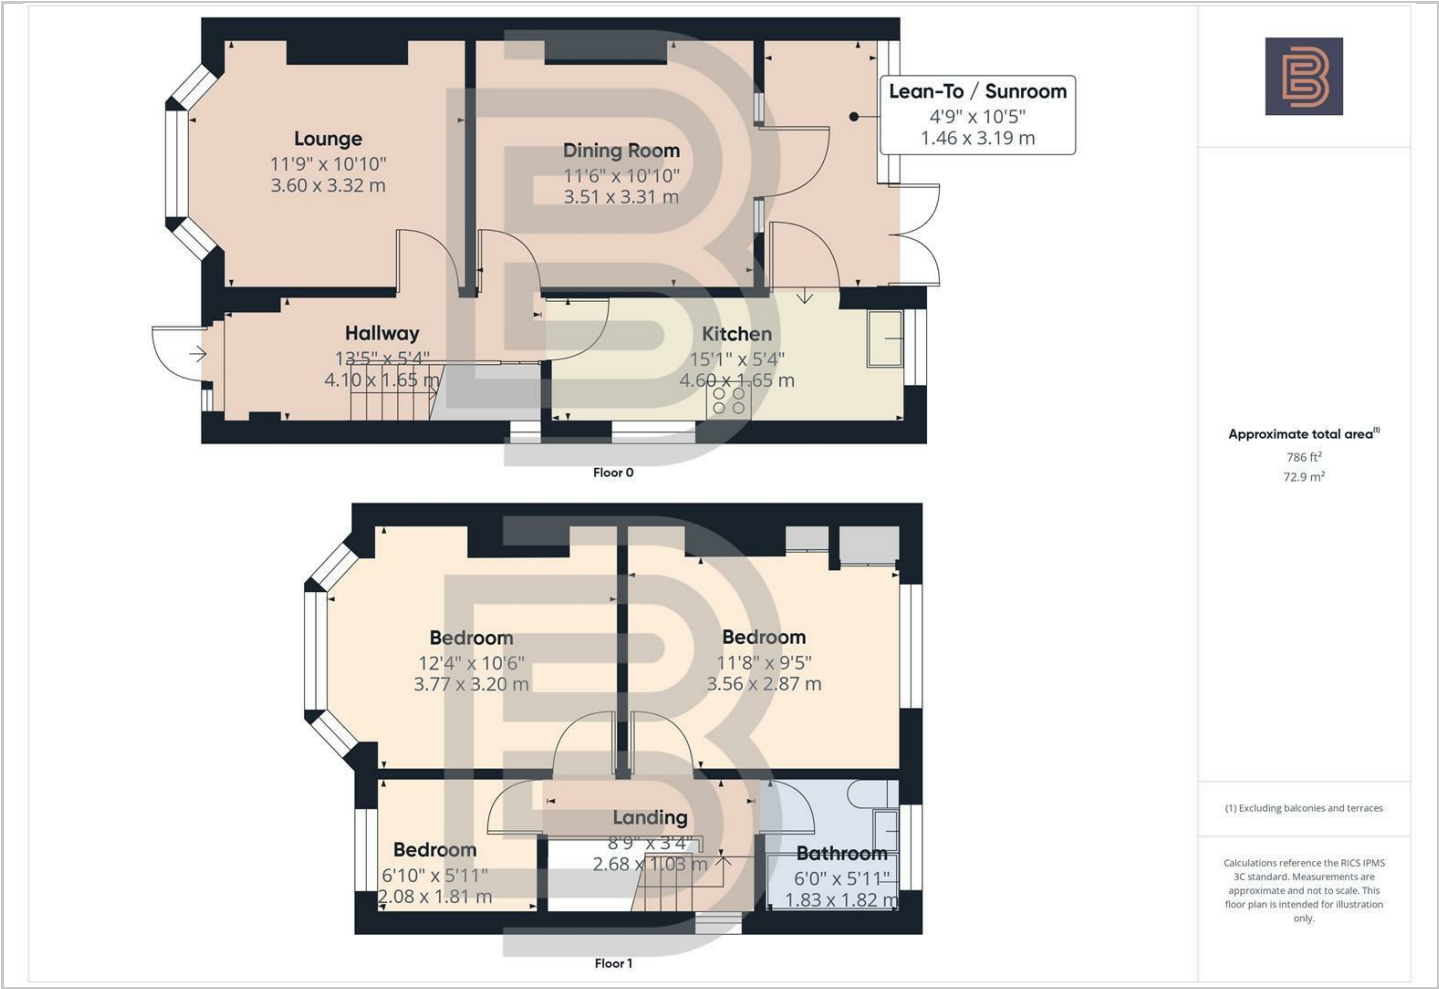 Lounge
11'9" x 10'10"
3.60 x 3.32 m
Dining Room
11'6" x 10'10"
3.51 x 3.31 m
Lean-To / Sunroom
4'9" x 10'5"
1.46 x 3.19 m
Hallway
13'5" x 5'4"
4.10 x 1.65 m
Kitchen
15'1" x 5'4"
4.60 x 1.65 m
Floor 0
Bedroom
12'4" x 10'6"
3.77 x 3.20 m
Bedroom
11'8" x 9'5"
3.56 x 2.87 m
Landing
8'9" x 3'4"
2.68 x 1.03 m
Bedroom
6'10" x 5'11"
2.08 x 1.81 m
Bathroom
6'0" x 5'11"
1.83 x 1.82 m
Floor 1
B
Approximate total area(1)
786 ft²
72.9 m²
(1) Excluding balconies and terraces
Calculations reference the RICS IPMS
3C standard. Measurements are
approximate and not to scale. This
floor plan is intended for illustration
only.